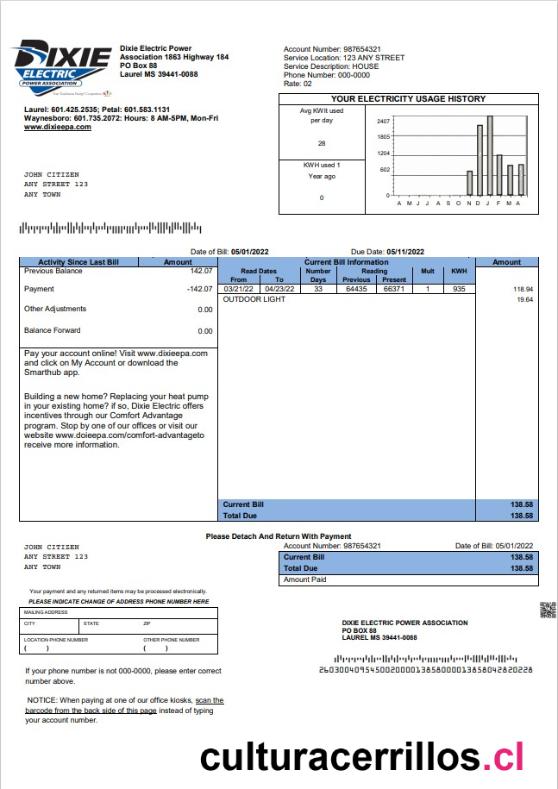 DIXIE
ELECTRIC
POWER ASSOCIATION
Dixie Electric Power
Association 1863 Highway 184
PO Box 88
Laurel MS 39441-0088
Laurel: 601.425.2535; Petal: 601.583.1131
Waynesboro: 601.735.2072: Hours: 8 AM-5PM, Mon-Fri
www.dixieepa.com
Account Number: 987654321
Service Location: 123 ANY STREET
Service Description: HOUSE
Phone Number: 000-0000
Rate: 02
YOUR ELECTRICITY USAGE HISTORY
Avg KWH used
per day
28
KWH used 1
Year ago
0
2407
1805
1204
602
0
A M J J A S O N D J F M A
JOHN CITIZEN
ANY STREET 123
ANY TOWN
Date of Bill: 05/01/2022 Due Date: 05/11/2022
Activity Since Last Bill Amount
Previous Balance 142.07
Payment -142.07
Other Adjustments 0.00
Balance Forward 0.00
Current Bill Information Amount
Read Dates Number Reading Mult KWH
From To Days Previous Present
03/21/22 04/23/22 33 64435 66371 1 935 118.94
OUTDOOR LIGHT 19.64
Pay your account online! Visit www.dixieepa.com
and click on My Account or download the
Smarthub app.
Building a new home? Replacing your heat pump
in your existing home? if so, Dixie Electric offers
incentives through our Comfort Advantage
program. Stop by one of our offices or visit our
website www.doieepa.com/comfort-advantageto
receive more information.
Current Bill 138.58
Total Due 138.58
Please Detach And Return With Payment
JOHN CITIZEN
ANY STREET 123
ANY TOWN
Account Number: 987654321 Date of Bill: 05/01/2022
Current Bill 138.58
Total Due 138.58
Amount Paid
Your payment and any returned items may be processed electronically.
PLEASE INDICATE CHANGE OF ADDRESS PHONE NUMBER HERE
MAILING ADDRESS
CITY STATE ZIP
LOCATION PHONE NUMBER OTHER PHONE NUMBER
( ) ( )
DIXIE ELECTRIC POWER ASSOCIATION
PO BOX 88
LAUREL MS 39441-0088
If your phone number is not 000-0000, please enter correct
number above.
NOTICE: When paying at one of our office kiosks, scan the
barcode from the back side of this page instead of typing
your account number.
culturacerrillos.cl